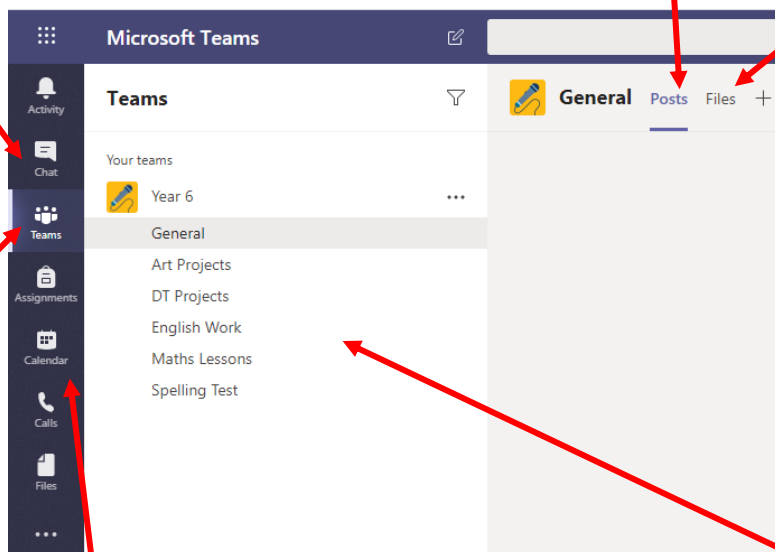 Microsoft Teams
Activity
Chat
Teams
Assignments
Calendar
Calls
Files
Teams
Your teams
Year 6
General
Art Projects
DT Projects
English Work
Maths Lessons
Spelling Test
General Posts Files